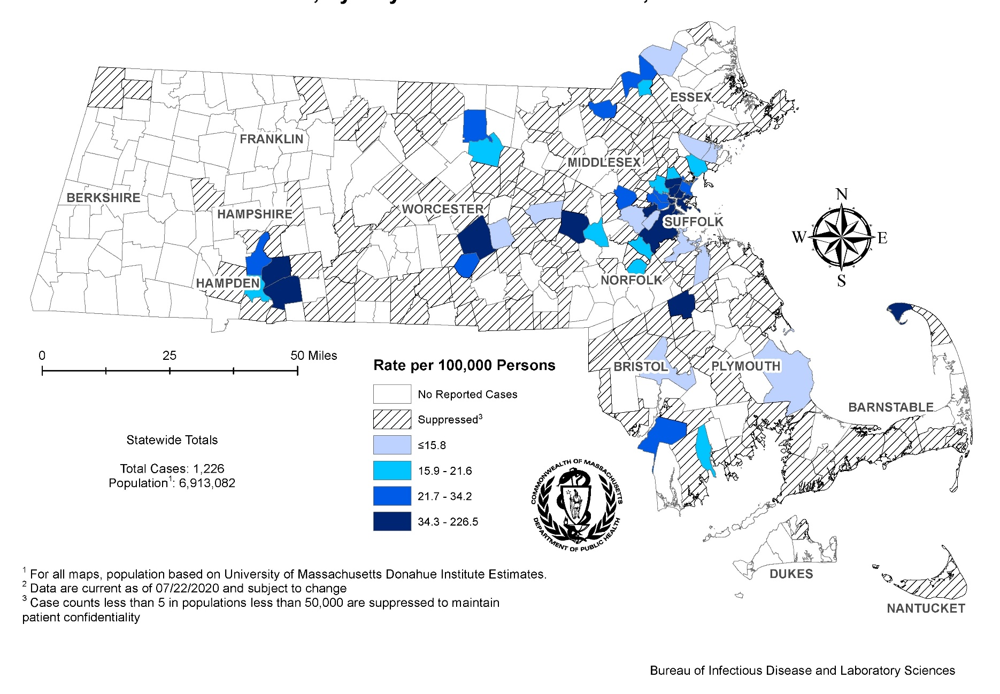 ESSEX
FRANKLIN
MIDDLESEX
BERKSHIRE
WORCESTER
HAMPSHIRE
SUFFOLK
HAMPDEN
NORFOLK
BRISTOL
PLYMOUTH
BARNSTABLE
DUKES
NANTUCKET
N
W E
S
0 25 50 Miles
Rate per 100,000 Persons
No Reported Cases
Suppressed3
≤15.8
15.9 - 21.6
21.7 - 34.2
34.3 - 226.5
Statewide Totals
Total Cases: 1,226
Population1: 6,913,082
COMMONWEALTH OF MASSACHUSETTS
DEPARTMENT OF PUBLIC HEALTH
1 For all maps, population based on University of Massachusetts Donahue Institute Estimates.
2 Data are current as of 07/22/2020 and subject to change
3 Case counts less than 5 in populations less than 50,000 are suppressed to maintain
patient confidentiality
Bureau of Infectious Disease and Laboratory Sciences